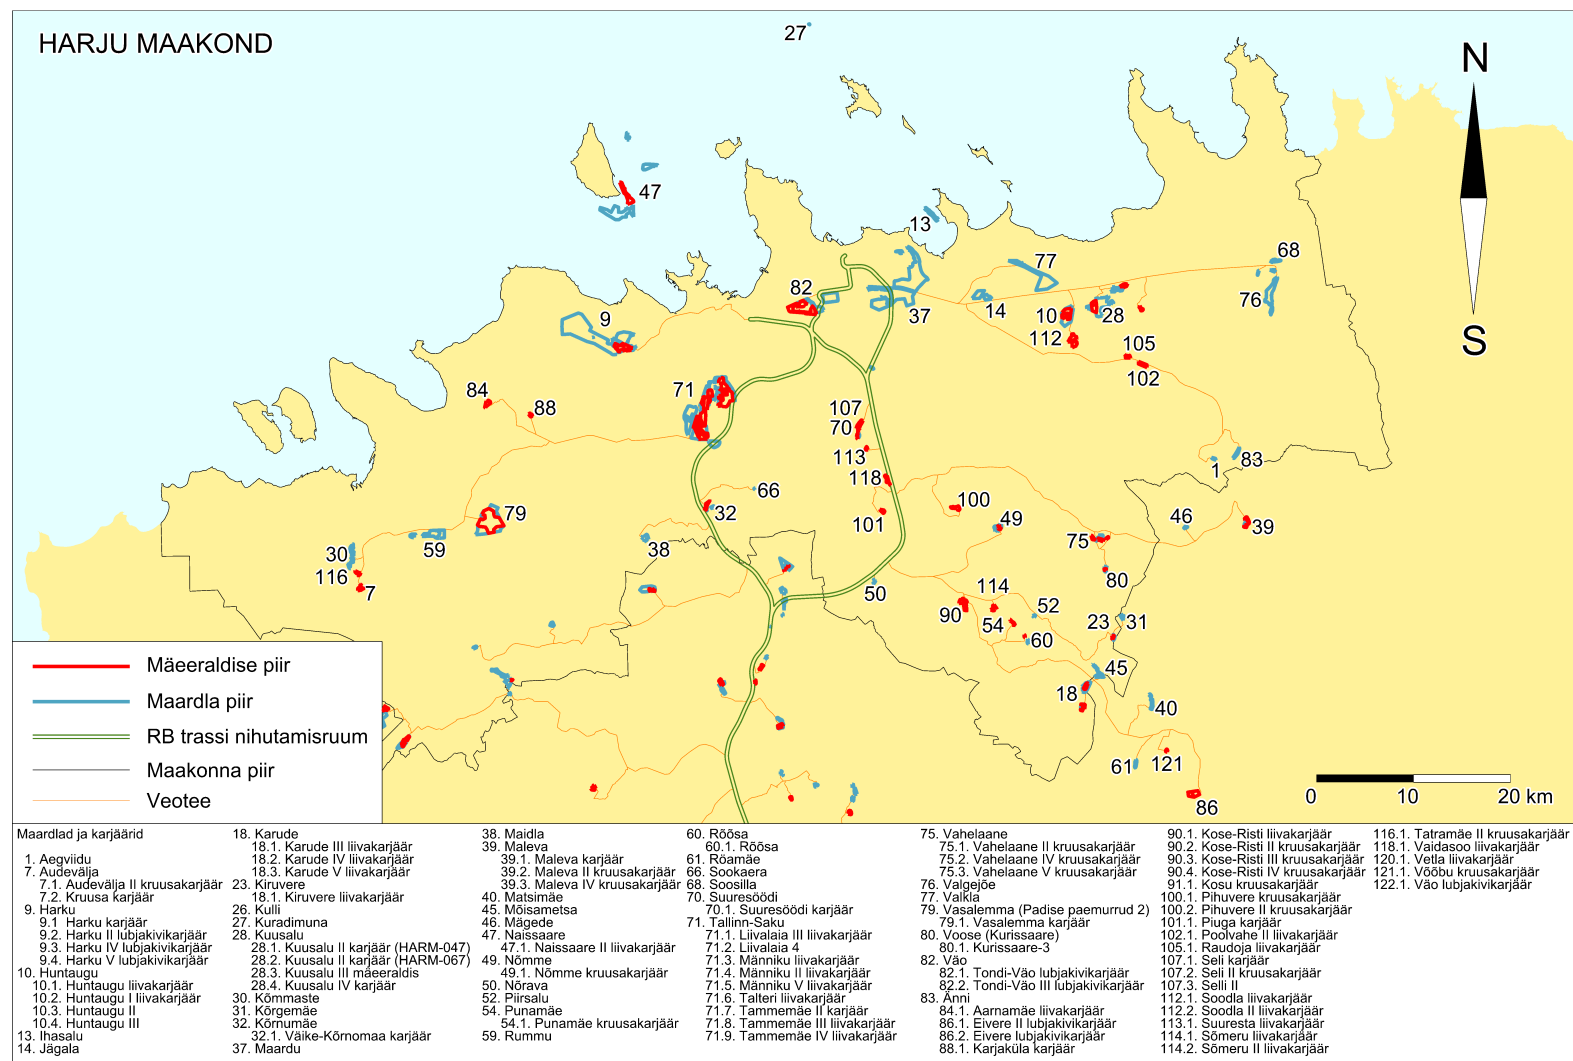 HARJU MAAKOND
27
N
S
47
13
77
68
76
82
37
14
10
28
112
9
105
102
84
88
71
107
70
113
118
1
83
66
32
100
101
49
46
39
79
59
38
75
80
30
116
7
50
114
90
54
52
60
23
31
45
18
40
61
121
86
Mäeeraldise piir
Maardla piir
RB trassi nihutamisruum
Maakonna piir
Veotee
0 10 20 km
Maardlad ja karjäärid
1. Aegviidu
7. Audevälja
7.1. Audevälja II kruusakarjäär
7.2. Kruusa karjäär
9. Harku
9.1 Harku karjäär
9.2. Harku II lubjakivikarjäär
9.3. Harku IV lubjakivikarjäär
9.4. Harku V lubjakivikarjäär
10. Huntaugu
10.1. Huntaugu liivakarjäär
10.2. Huntaugu I liivakarjäär
10.3. Huntaugu II
10.4. Huntaugu III
13. Ihasalu
14. Jägala
18. Karude
18.1. Karude III liivakarjäär
18.2. Karude IV liivakarjäär
18.3. Karude V liivakarjäär
23. Kiruvere
18.1. Kiruvere liivakarjäär
26. Kulli
27. Kuradimuna
28. Kuusalu
28.1. Kuusalu II karjäär (HARM-047)
28.2. Kuusalu II karjäär (HARM-067)
28.3. Kuusalu III mäeeraldis
28.4. Kuusalu IV karjäär
30. Kõmmaste
31. Kõrgemäe
32. Kõrnumäe
32.1. Väike-Kõrnomaa karjäär
37. Maardu
38. Maidla
39. Maleva
39.1. Maleva karjäär
39.2. Maleva II kruusakarjäär
39.3. Maleva IV kruusakarjäär
40. Matsimäe
45. Mõisametsa
46. Mägede
47. Naissaare
47.1. Naissaare II liivakarjäär
49. Nõmme
49.1. Nõmme kruusakarjäär
50. Nõrava
52. Piirsalu
54. Punamäe
54.1. Punamäe kruusakarjäär
59. Rummu
60. Rõõsa
60.1. Rõõsa
61. Röamäe
66. Sookaera
68. Soosilla
70. Suuresöödi
70.1. Suuresöödi karjäär
71. Tallinn-Saku
71.1. Liivalaia III liivakarjäär
71.2. Liivalaia 4
71.3. Männiku liivakarjäär
71.4. Männiku II liivakarjäär
71.5. Männiku V liivakarjäär
71.6. Talteri liivakarjäär
71.7. Tammemäe II karjäär
71.8. Tammemäe III liivakarjäär
71.9. Tammemäe IV liivakarjäär
75. Vahelaane
75.1. Vahelaane II kruusakarjäär
75.2. Vahelaane IV kruusakarjäär
75.3. Vahelaane V kruusakarjäär
76. Valgejõe
77. Valkla
79. Vasalemma (Padise paemurrud 2)
79.1. Vasalemma karjäär
80. Voose (Kurissaare)
80.1. Kurissaare-3
82. Väo
82.1. Tondi-Väo lubjakivikarjäär
82.2. Tondi-Väo III lubjakivikarjäär
83. Änni
84.1. Aarnamäe liivakarjäär
86.1. Eivere II lubjakivikarjäär
86.2. Eivere lubjakivikarjäär
88.1. Karjaküla karjäär
90.1. Kose-Risti liivakarjäär
90.2. Kose-Risti II kruusakarjäär
90.3. Kose-Risti III kruusakarjäär
90.4. Kose-Risti IV kruusakarjäär
91.1. Kosu kruusakarjäär
100.1. Pihuvere kruusakarjäär
100.2. Pihuvere II kruusakarjäär
101.1. Piuga karjäär
102.1. Poolvahe II liivakarjäär
105.1. Raudoja liivakarjäär
107.1. Seli karjäär
107.2. Seli II kruusakarjäär
107.3. Selli II
112.1. Soodla liivakarjäär
112.2. Soodla II liivakarjäär
113.1. Suuresta liivakarjäär
114.1. Sõmeru liivakarjäär
114.2. Sõmeru II liivakarjäär
116.1. Tatramäe II kruusakarjäär
118.1. Vaidasoo liivakarjäär
120.1. Vetla liivakarjäär
121.1. Vööbu kruusakarjäär
122.1. Väo lubjakivikarjäär